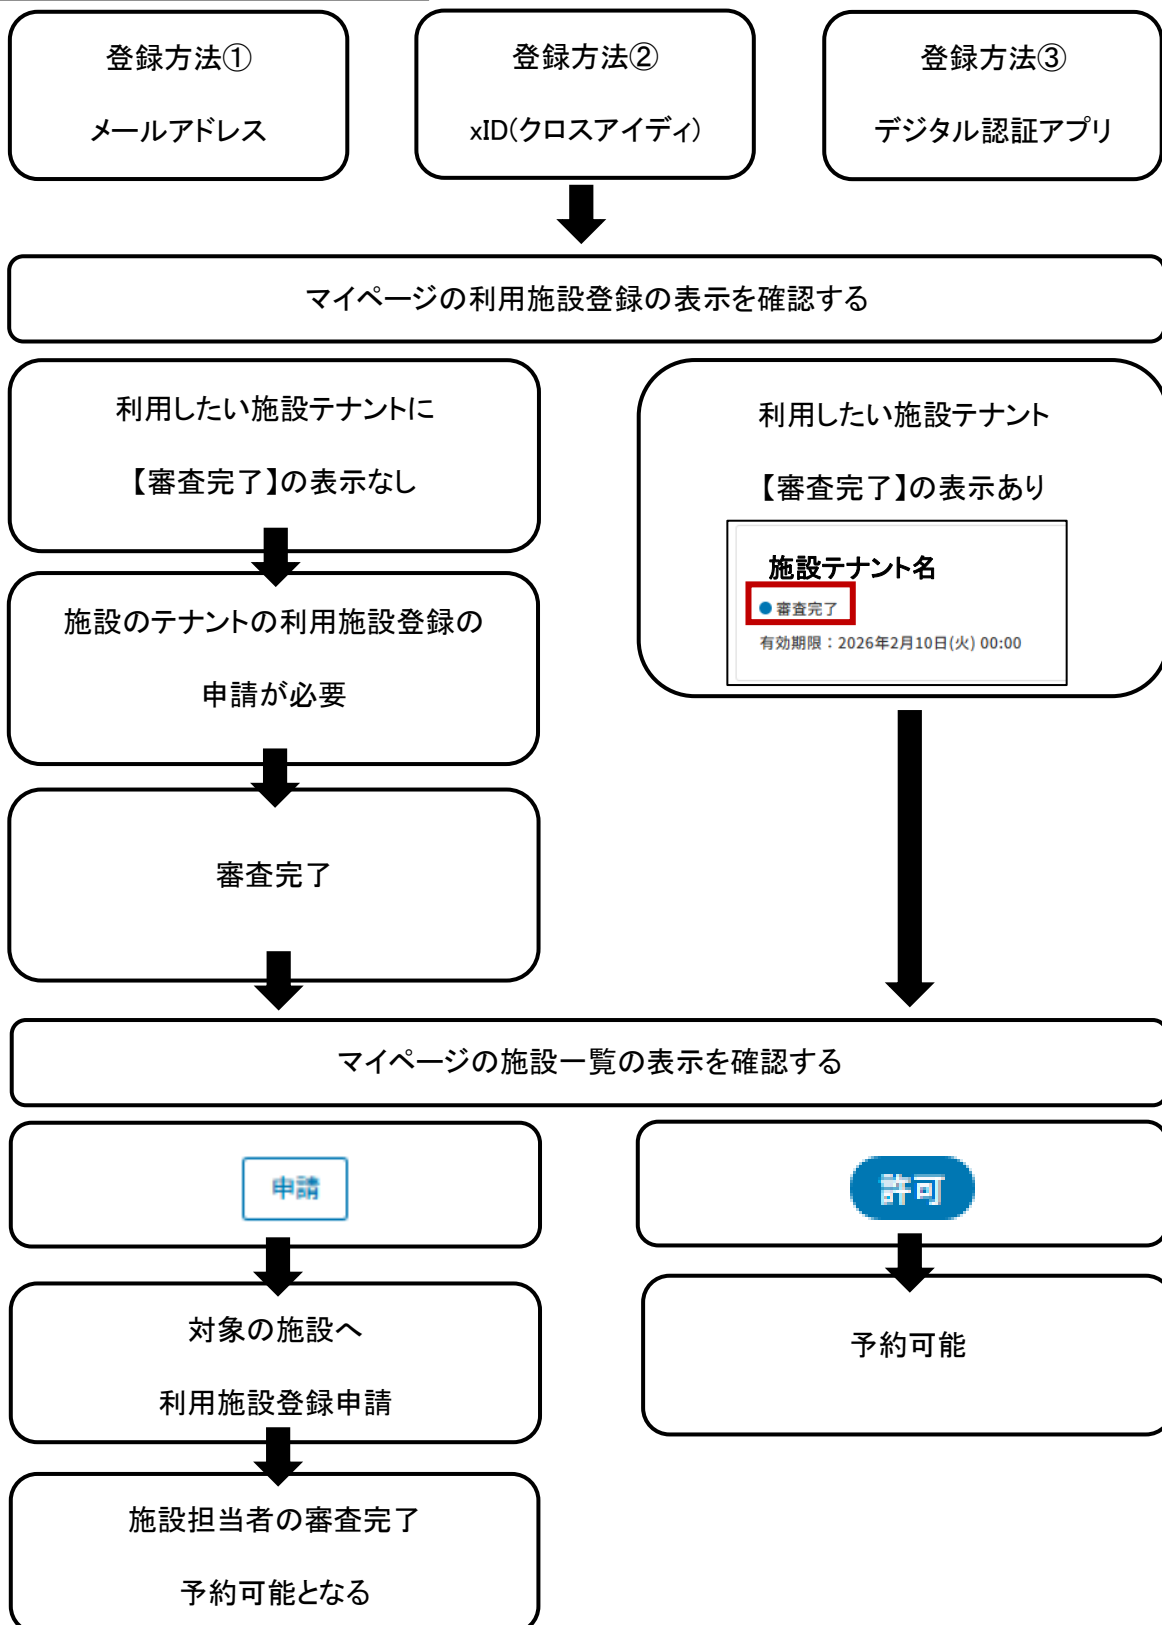 登録方法①
メールアドレス
登録方法②
xID(クロスアイディ)
登録方法③
デジタル認証アプリ
マイページの利用施設登録の表示を確認する
利用したい施設テナントに
【審査完了】の表示なし
施設のテナントの利用施設登録の
申請が必要
審査完了
利用したい施設テナント
【審査完了】の表示あり
施設テナント名
●審査完了
有効期限：2026年2月10日(火) 00:00
マイページの施設一覧の表示を確認する
申請
対象の施設へ
利用施設登録申請
施設担当者の審査完了
予約可能となる
許可
予約可能